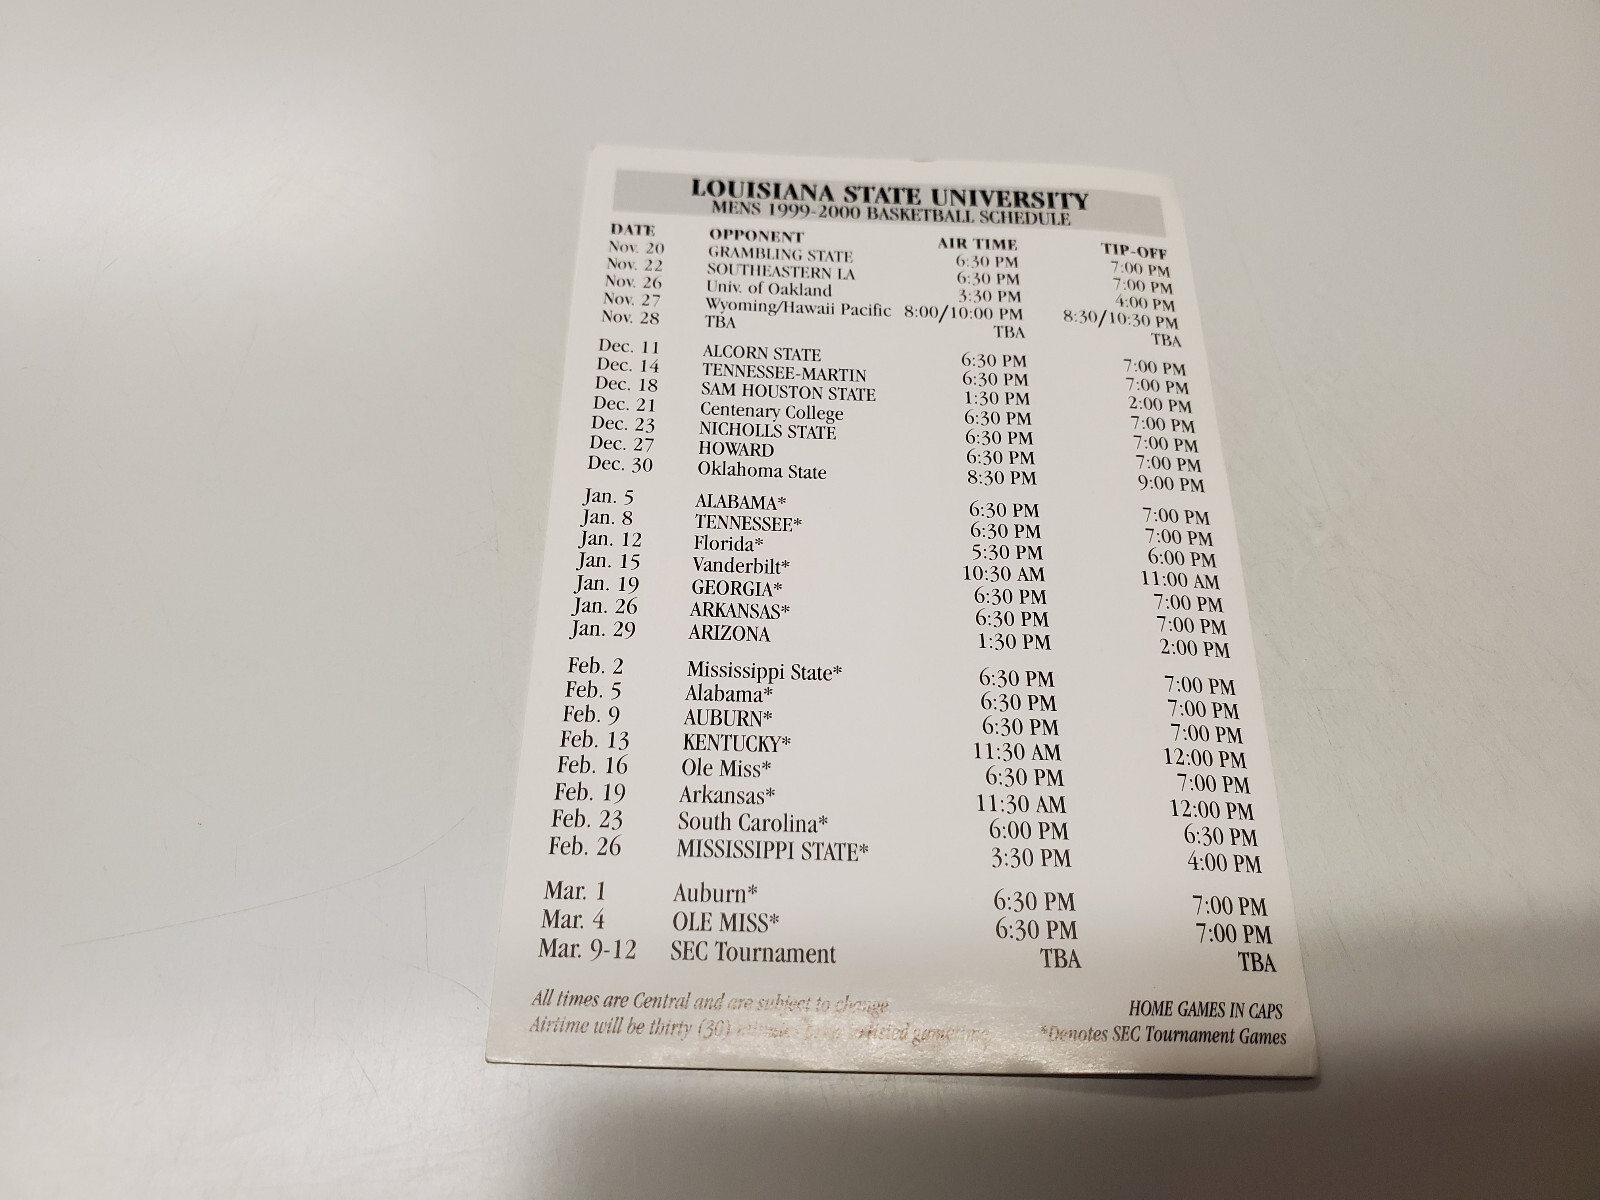 LOUISIANA STATE UNIVERSITY
MENS 1999-2000 BASKETBALL SCHEDULE
DATE OPPONENT AIR TIME TIP-OFF
Nov. 20 GRAMBLING STATE 6:30 PM 7:00 PM
Nov. 22 SOUTHEASTERN LA 6:30 PM 7:00 PM
Nov. 26 Univ. of Oakland 3:30 PM 4:00 PM
Nov. 27 Wyoming/Hawaii Pacific 8:00/10:00 PM 8:30/10:30 PM
Nov. 28 TBA TBA TBA
Dec. 11 ALCORN STATE 6:30 PM 7:00 PM
Dec. 14 TENNESSEE-MARTIN 6:30 PM 7:00 PM
Dec. 18 SAM HOUSTON STATE 1:30 PM 2:00 PM
Dec. 21 Centenary College 6:30 PM 7:00 PM
Dec. 23 NICHOLLS STATE 6:30 PM 7:00 PM
Dec. 27 HOWARD 6:30 PM 7:00 PM
Dec. 30 Oklahoma State 8:30 PM 9:00 PM
Jan. 5 ALABAMA* 6:30 PM 7:00 PM
Jan. 8 TENNESSEE* 6:30 PM 7:00 PM
Jan. 12 Florida* 5:30 PM 6:00 PM
Jan. 15 Vanderbilt* 10:30 AM 11:00 AM
Jan. 19 GEORGIA* 6:30 PM 7:00 PM
Jan. 26 ARKANSAS* 6:30 PM 7:00 PM
Jan. 29 ARIZONA 1:30 PM 2:00 PM
Feb. 2 Mississippi State* 6:30 PM 7:00 PM
Feb. 5 Alabama* 6:30 PM 7:00 PM
Feb. 9 AUBURN* 6:30 PM 7:00 PM
Feb. 13 KENTUCKY* 11:30 AM 12:00 PM
Feb. 16 Ole Miss* 6:30 PM 7:00 PM
Feb. 19 Arkansas* 11:30 AM 12:00 PM
Feb. 23 South Carolina* 6:00 PM 6:30 PM
Feb. 26 MISSISSIPPI STATE* 3:30 PM 4:00 PM
Mar. 1 Auburn* 6:30 PM 7:00 PM
Mar. 4 OLE MISS* 6:30 PM 7:00 PM
Mar. 9-12 SEC Tournament TBA TBA
All times are Central and are subject to change HOME GAMES IN CAPS
Airtime will be thirty (30) *Denotes SEC Tournament Games